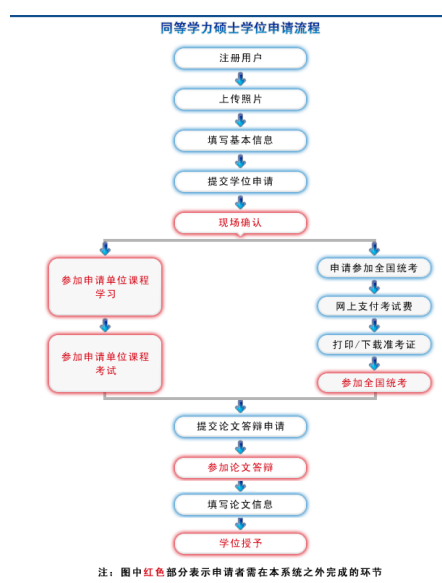 同等学力硕士学位申请流程
注册用户
上传照片
填写基本信息
提交学位申请
现场确认
参加申请单位课程
学习
参加申请单位课程
考试
申请参加全国统考
网上支付考试费
打印/下载准考证
参加全国统考
提交论文答辩申请
参加论文答辩
填写论文信息
学位授予
注：图中红色部分表示申请者需在本系统之外完成的环节